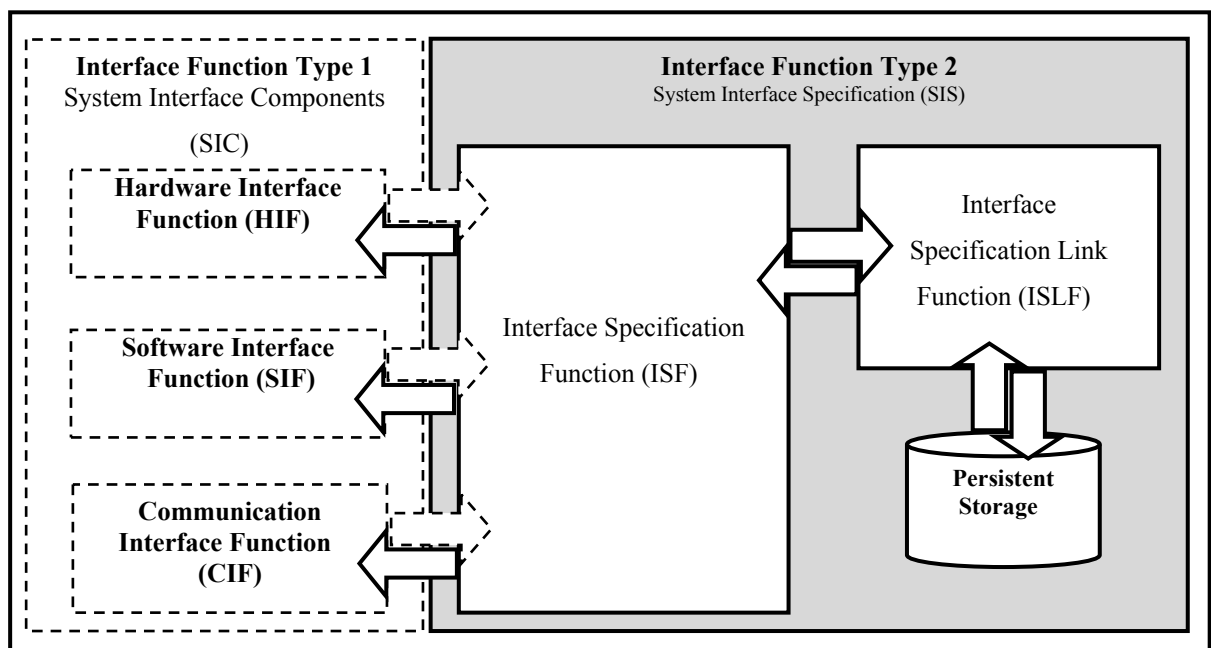 Interface Function Type 1
System Interface Components
(SIC)
Hardware Interface
Function (HIF)
Software Interface
Function (SIF)
Communication
Interface Function
(CIF)
Interface Function Type 2
System Interface Specification (SIS)
Interface Specification
Function (ISF)
Interface
Specification Link
Function (ISLF)
Persistent
Storage